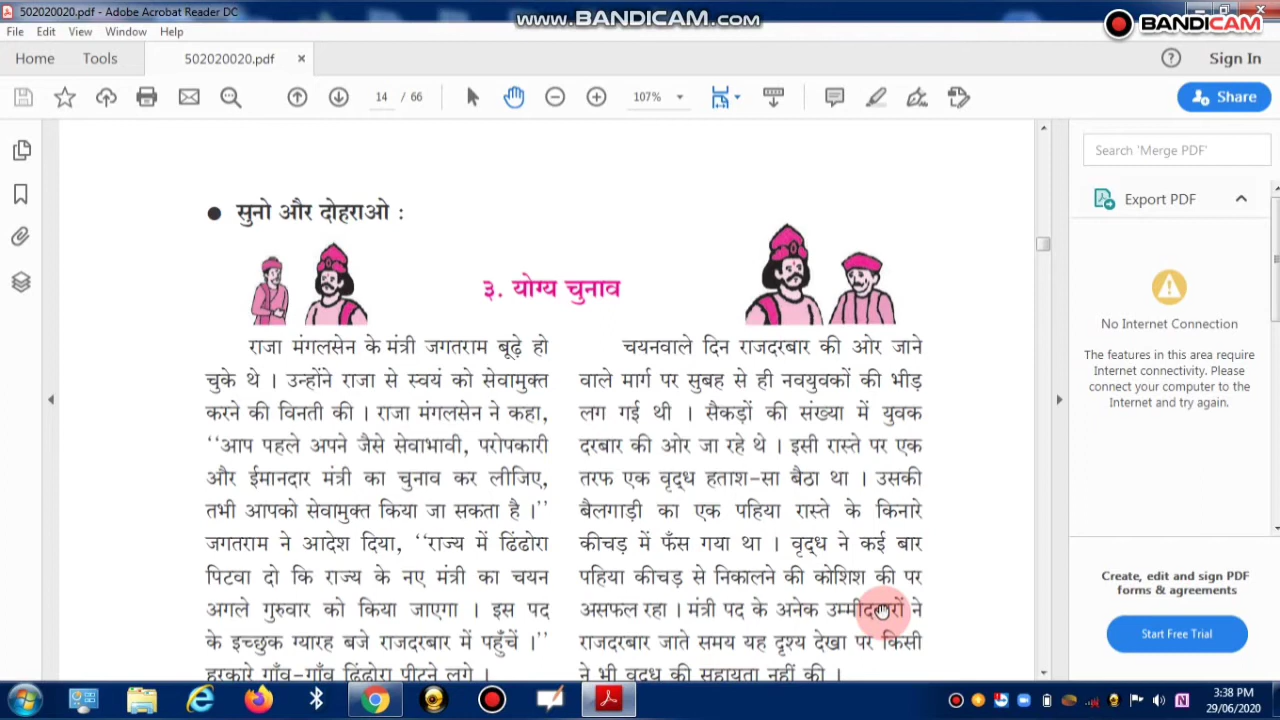 502020020.pdf - Adobe Acrobat Reader DC
www.BANDICAM.com
BANDICAM
File Edit View Window Help
Home Tools 502020020.pdf × Sign In
14 / 66 107% Share
Search 'Merge PDF'
Export PDF
No Internet Connection
The features in this area require
Internet connectivity. Please
connect your computer to the
Internet and try again.
Create, edit and sign PDF
forms & agreements
Start Free Trial
● सुनो और दोहराओ :
३. योग्य चुनाव
राजा मंगलसेन के मंत्री जगतराम बूढ़े हो
चुके थे । उन्होंने राजा से स्वयं को सेवामुक्त
करने की विनती की । राजा मंगलसेन ने कहा,
‘‘आप पहले अपने जैसे सेवाभावी, परोपकारी
और ईमानदार मंत्री का चुनाव कर लीजिए,
तभी आपको सेवामुक्त किया जा सकता है ।’’
जगतराम ने आदेश दिया, ‘‘राज्य में ढिंढोरा
पिटवा दो कि राज्य के नए मंत्री का चयन
अगले गुरुवार को किया जाएगा । इस पद
के इच्छुक ग्यारह बजे राजदरबार में पहुँचें ।’’
हरकारे गाँव-गाँव ढिंढोरा पीटने लगे ।
चयनवाले दिन राजदरबार की ओर जाने
वाले मार्ग पर सुबह से ही नवयुवकों की भीड़
लग गई थी । सैकड़ों की संख्या में युवक
दरबार की ओर जा रहे थे । इसी रास्ते पर एक
तरफ एक वृद्ध हताश-सा बैठा था । उसकी
बैलगाड़ी का एक पहिया रास्ते के किनारे
कीचड़ में फँस गया था । वृद्ध ने कई बार
पहिया कीचड़ से निकालने की कोशिश की पर
असफल रहा । मंत्री पद के अनेक उम्मीदवारों ने
राजदरबार जाते समय यह दृश्य देखा पर किसी
ने भी वृद्ध की सहायता नहीं की ।
3:38 PM
29/06/2020